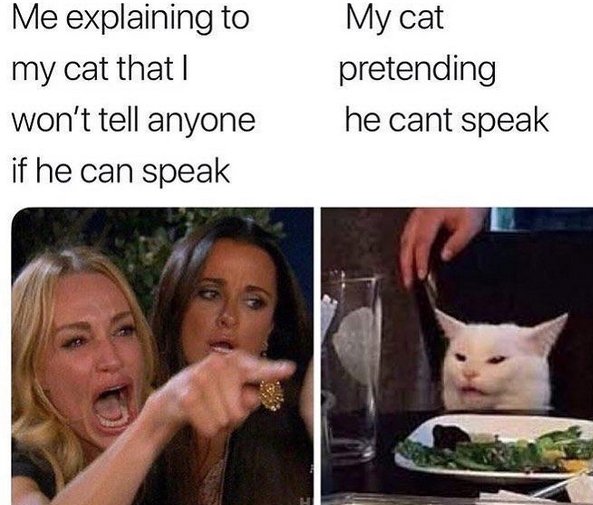 Me explaining to
my cat that I
won't tell anyone
if he can speak
My cat
pretending
he cant speak